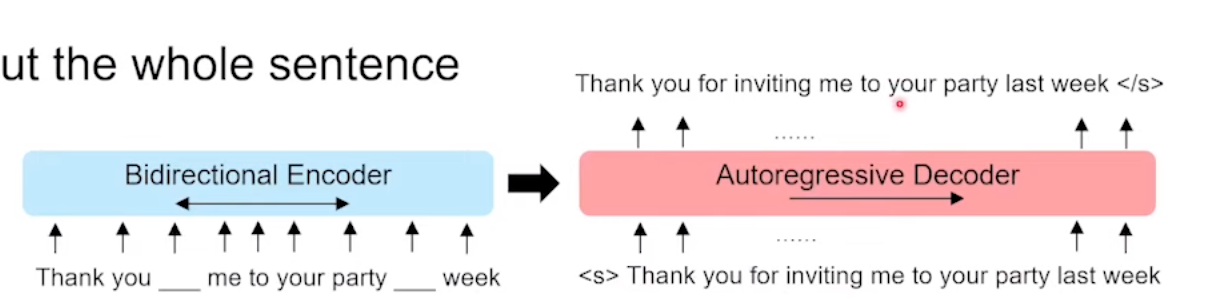 ut the whole sentence
Thank you for inviting me to your party last week </s>
......
Bidirectional Encoder
Autoregressive Decoder
......
Thank you ___ me to your party ___ week
<s> Thank you for inviting me to your party last week